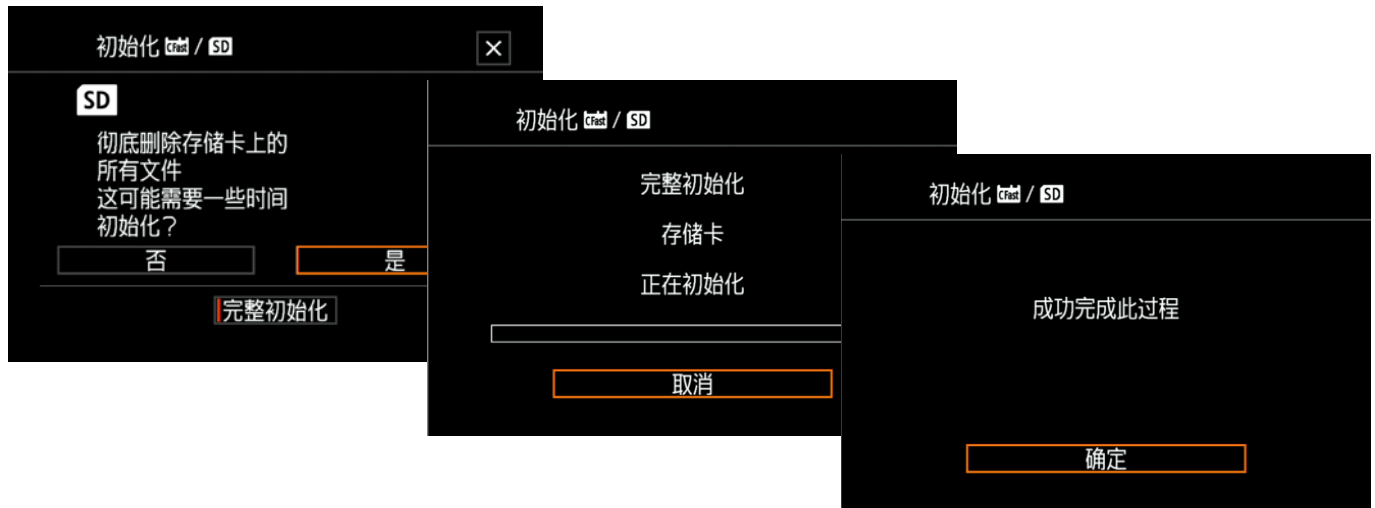 初始化 CFast / SD
SD
彻底删除存储卡上的
所有文件
这可能需要一些时间
初始化？
否
是
完整初始化
初始化 CFast / SD
完整初始化
存储卡
正在初始化
取消
初始化 CFast / SD
成功完成此过程
确定